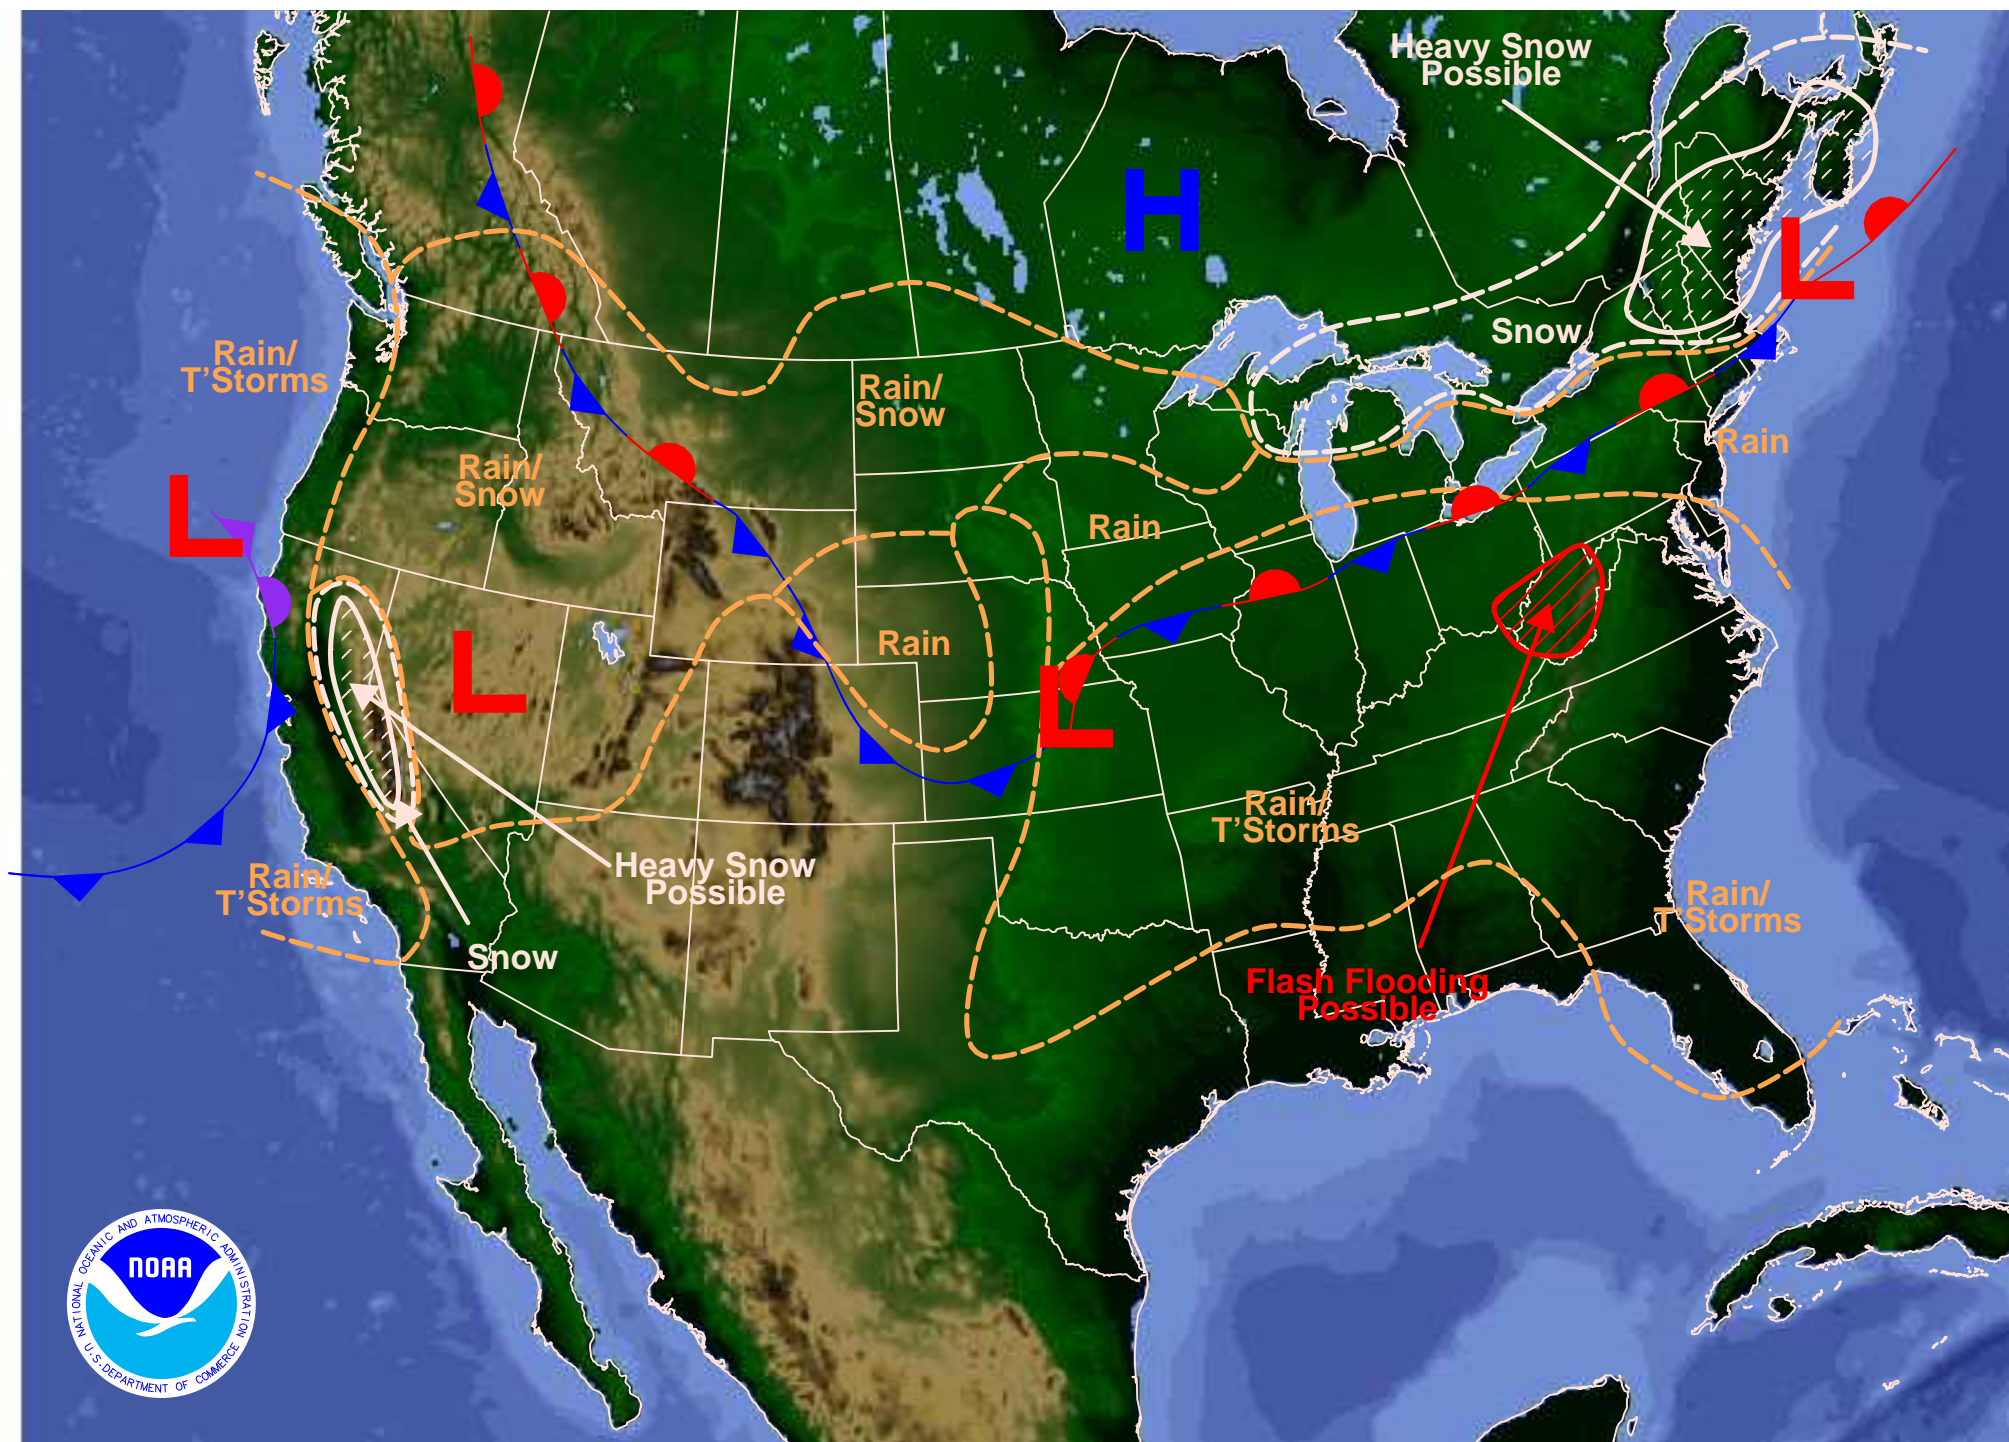 Heavy Snow
Possible
H
L
Snow
Rain/
T'Storms
Rain/
Snow
Rain
Rain/
Snow
L
Rain
L
Rain
L
Rain/
T'Storms
Heavy Snow
Possible
Rain/
T'Storms
Rain/
T'Storms
Snow
Flash Flooding
Possible
NATIONAL OCEANIC AND ATMOSPHERIC ADMINISTRATION
NOAA
U.S. DEPARTMENT OF COMMERCE